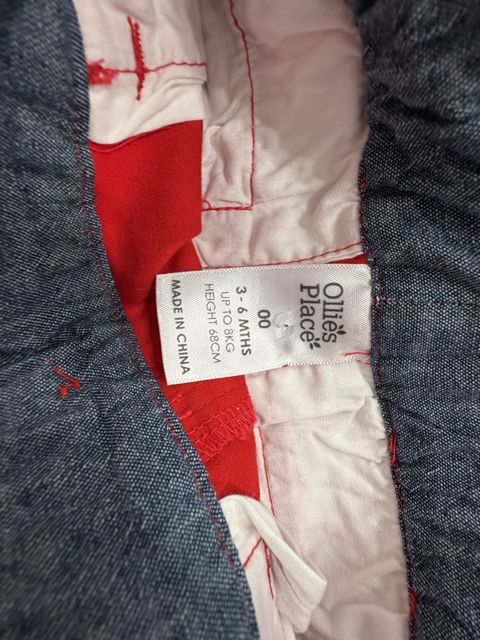 Ollie's
Place
00
3 - 6 MTHS
UP TO 8KG
HEIGHT 68CM
MADE IN CHINA